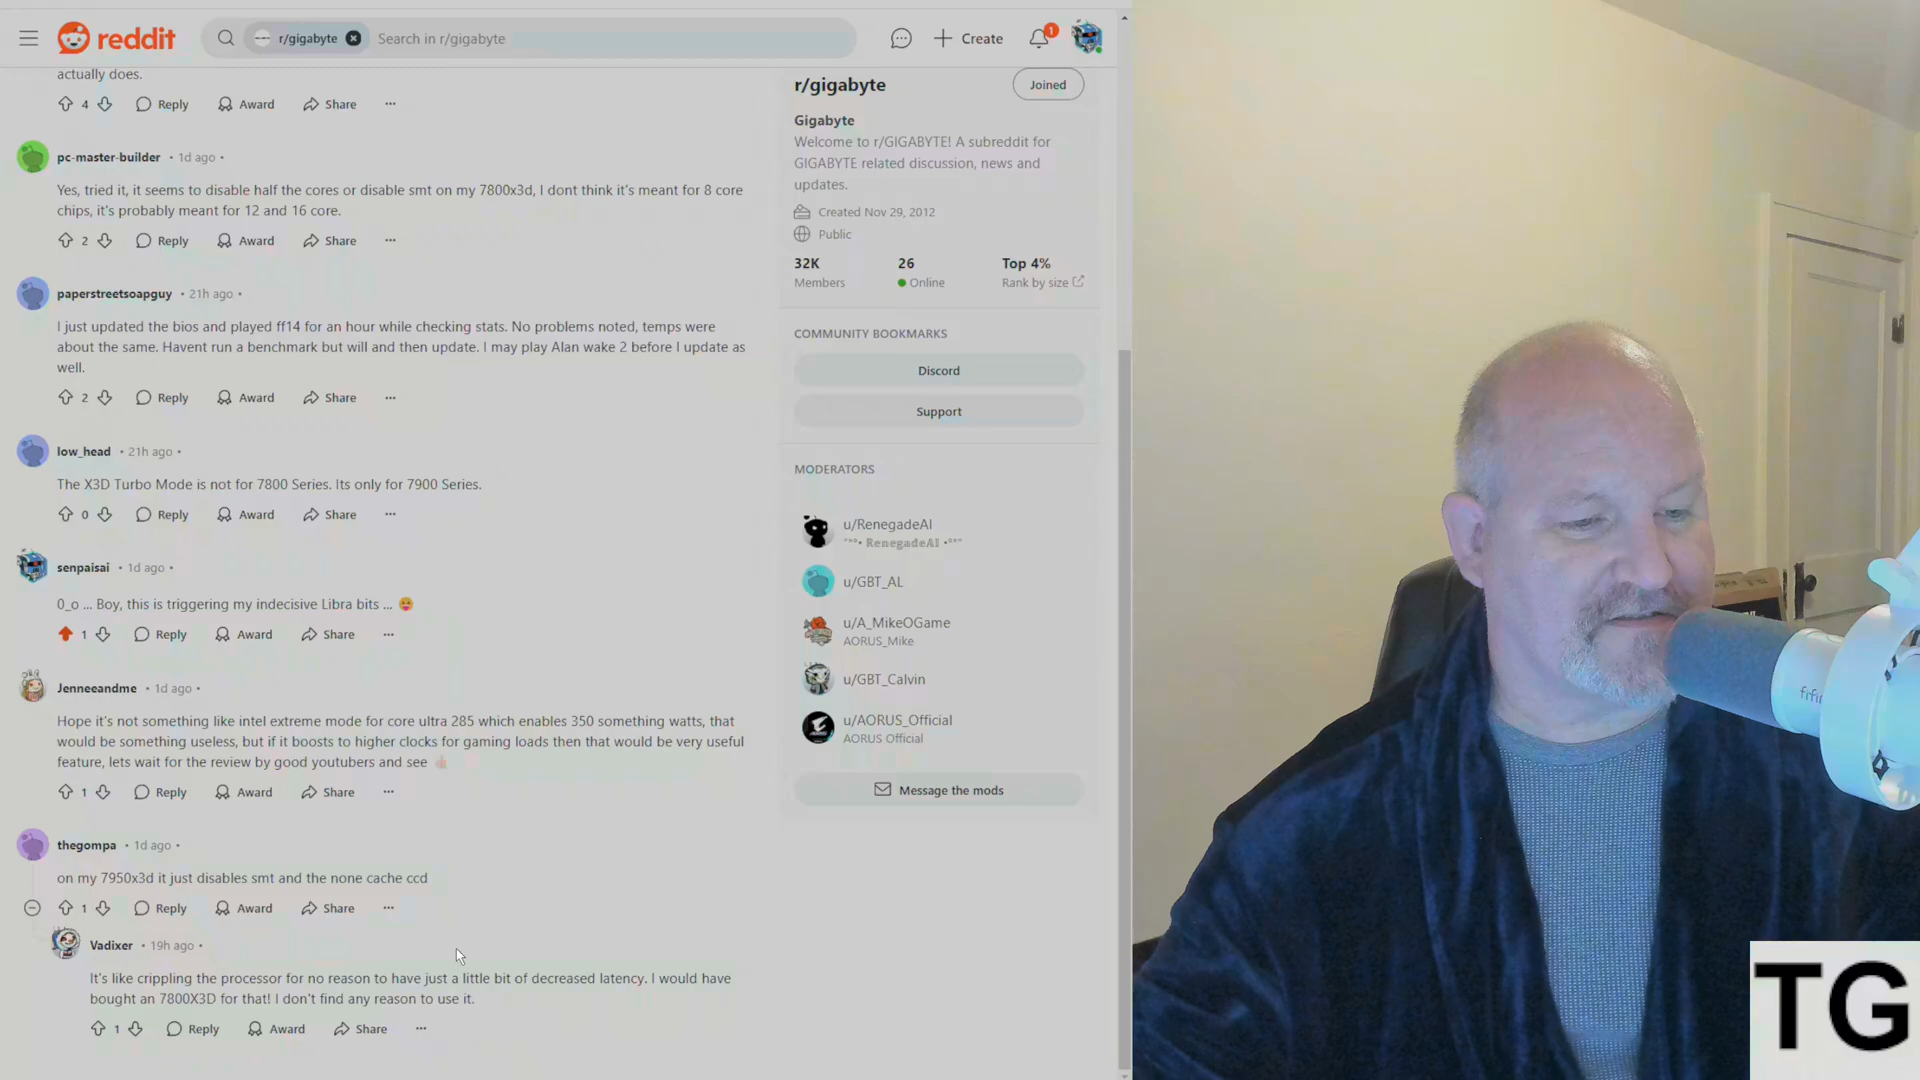 reddit
r/gigabyte
Search in r/gigabyte
Create
1
actually does.
4 Reply Award Share
pc-master-builder • 1d ago •
Yes, tried it, it seems to disable half the cores or disable smt on my 7800x3d, I dont think it's meant for 8 core
chips, it's probably meant for 12 and 16 core.
2 Reply Award Share
paperstreetsoapguy • 21h ago •
I just updated the bios and played ff14 for an hour while checking stats. No problems noted, temps were
about the same. Havent run a benchmark but will and then update. I may play Alan wake 2 before I update as
well.
2 Reply Award Share
low_head • 21h ago •
The X3D Turbo Mode is not for 7800 Series. Its only for 7900 Series.
0 Reply Award Share
senpaisai • 1d ago •
0_o ... Boy, this is triggering my indecisive Libra bits ... 😝
1 Reply Award Share
Jenneeandme • 1d ago •
Hope it's not something like intel extreme mode for core ultra 285 which enables 350 something watts, that
would be something useless, but if it boosts to higher clocks for gaming loads then that would be very useful
feature, lets wait for the review by good youtubers and see
1 Reply Award Share
thegompa • 1d ago •
on my 7950x3d it just disables smt and the none cache ccd
1 Reply Award Share
Vadixer • 19h ago •
It's like crippling the processor for no reason to have just a little bit of decreased latency. I would have
bought an 7800X3D for that! I don't find any reason to use it.
1 Reply Award Share
r/gigabyte
Joined
Gigabyte
Welcome to r/GIGABYTE! A subreddit for
GIGABYTE related discussion, news and
updates.
Created Nov 29, 2012
Public
32K 26 Top 4%
Members Online Rank by size
COMMUNITY BOOKMARKS
Discord
Support
MODERATORS
u/RenegadeAI
°**• RenegadeAI •°**
u/GBT_AL
u/A_MikeOGame
AORUS_Mike
u/GBT_Calvin
u/AORUS_Official
AORUS Official
Message the mods
TG